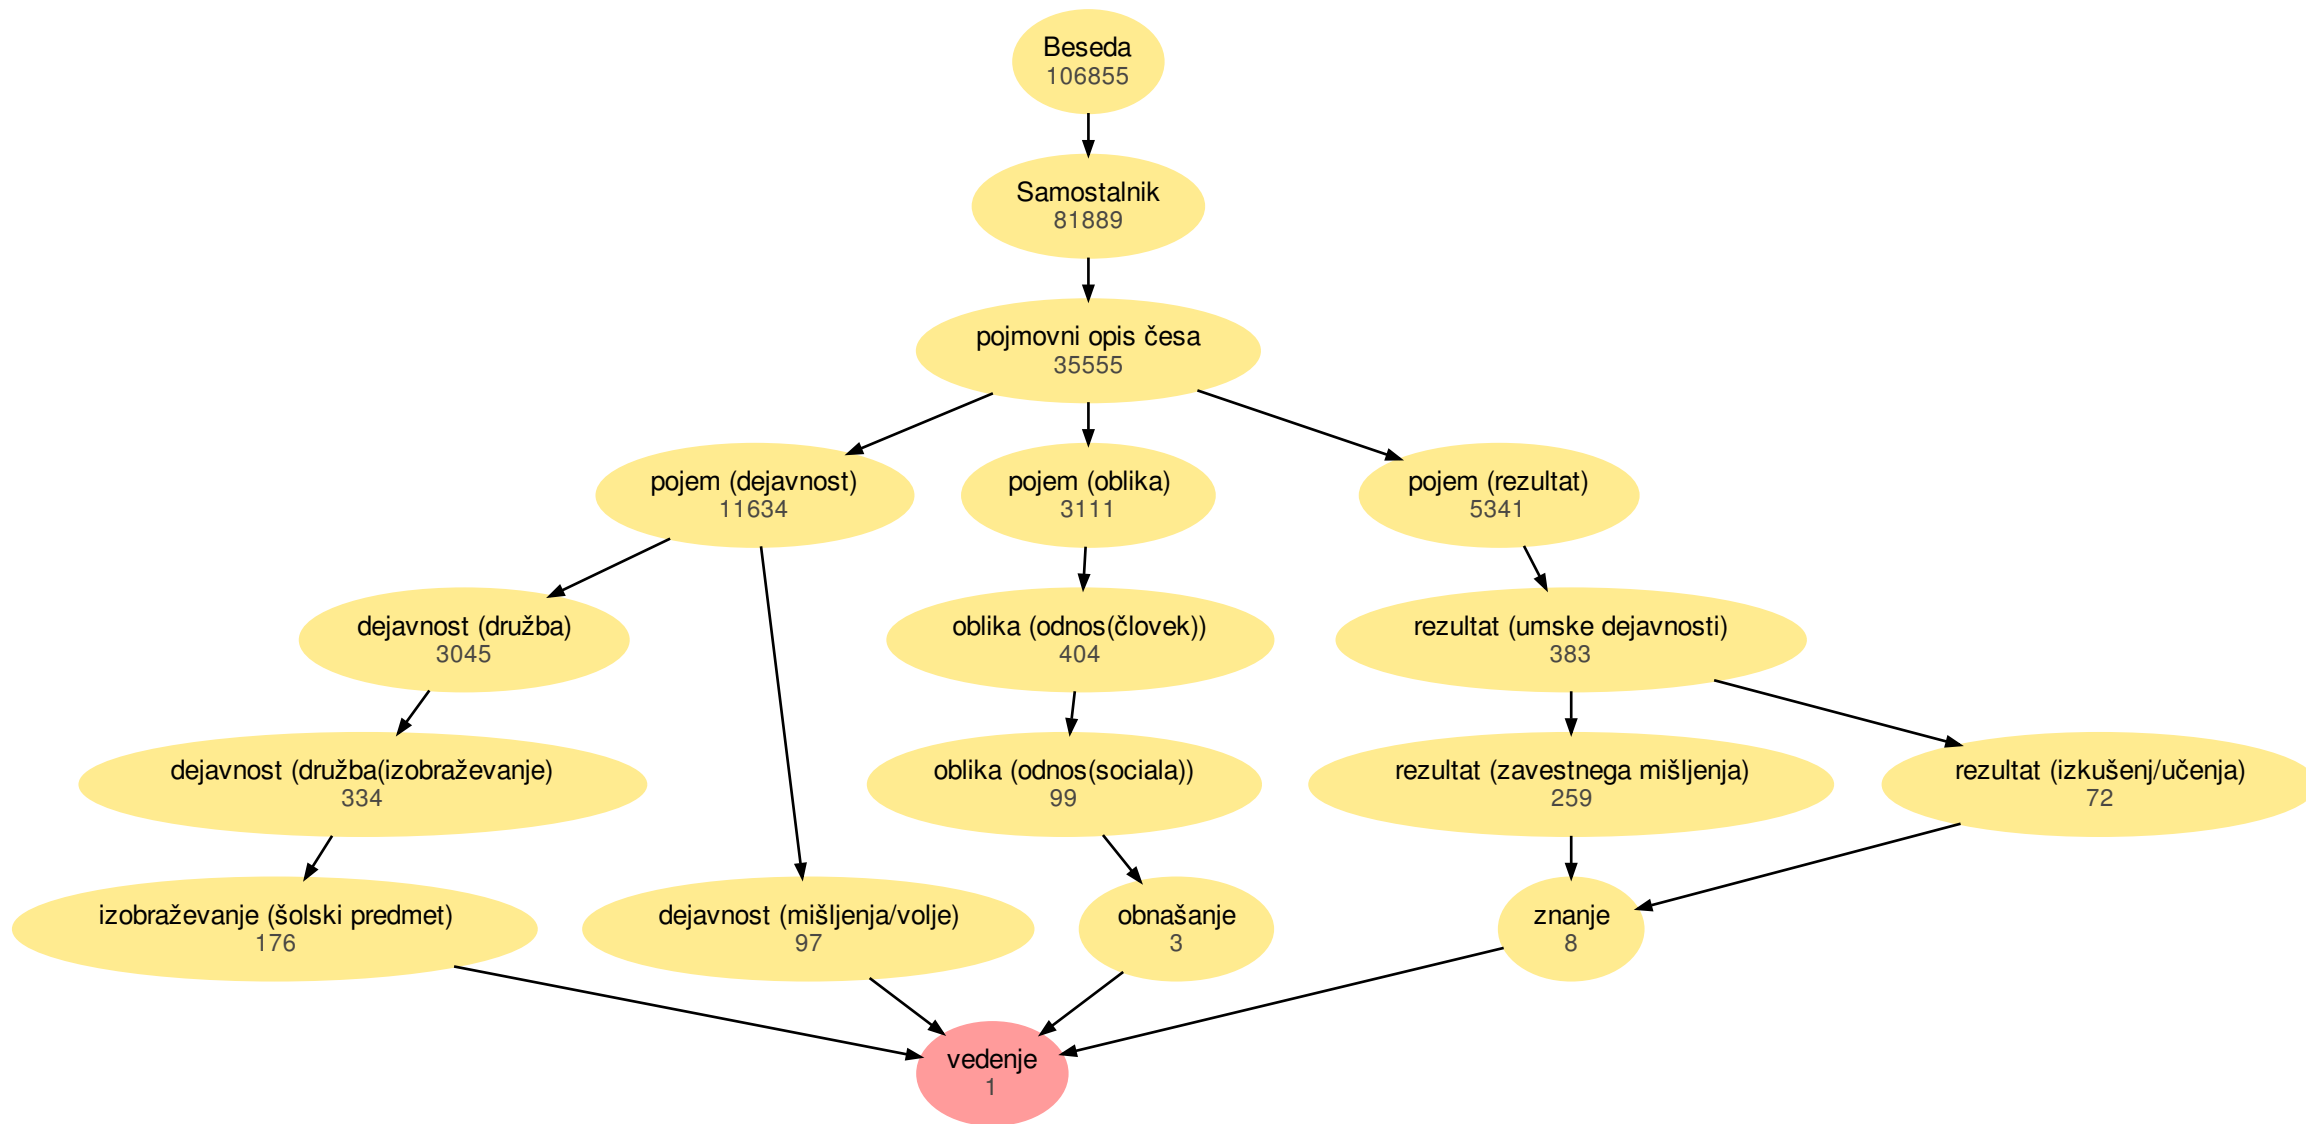 Beseda
106855
Samostalnik
81889
pojmovni opis česa
35555
pojem (dejavnost)
11634
pojem (oblika)
3111
pojem (rezultat)
5341
dejavnost (družba)
3045
oblika (odnos(človek))
404
rezultat (umske dejavnosti)
383
dejavnost (družba(izobraževanje)
334
oblika (odnos(sociala))
99
rezultat (zavestnega mišljenja)
259
rezultat (izkušenj/učenja)
72
izobraževanje (šolski predmet)
176
dejavnost (mišljenja/volje)
97
obnašanje
3
znanje
8
vedenje
1